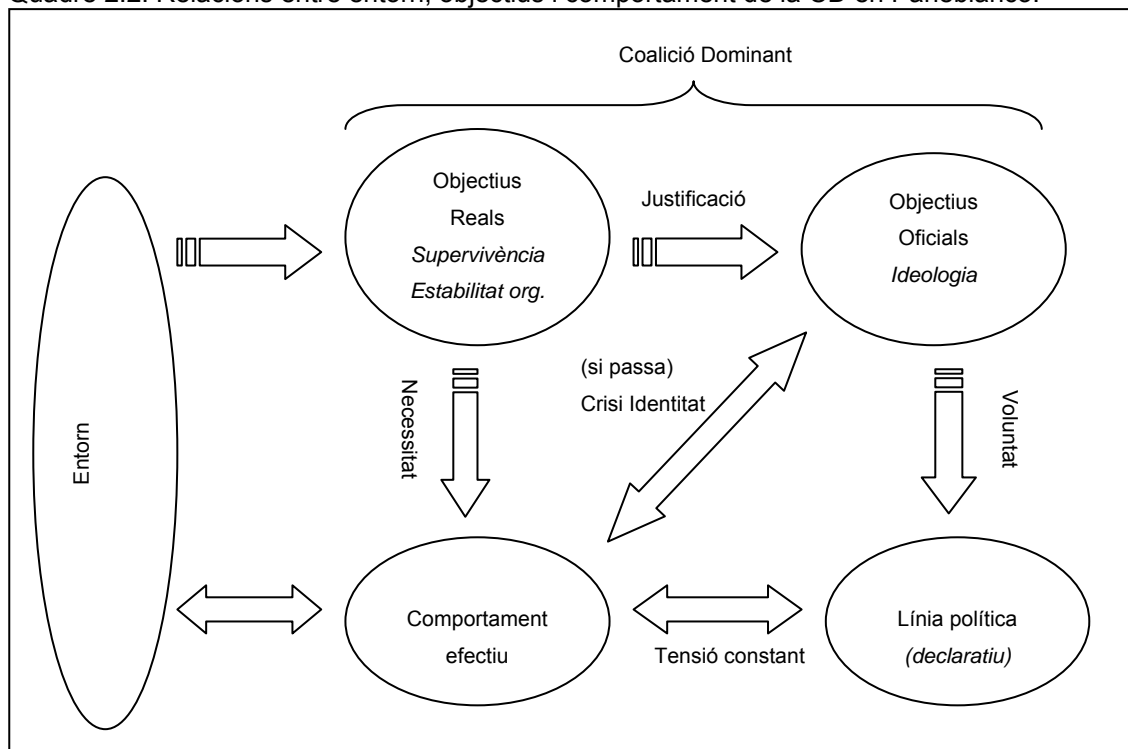 Quadre 2.2. Relacions entre entorn, objectius i comportament de la CD en Panebianco.
Coalició Dominant
Objectius
Reals
Supervivència
Estabilitat org.
Justificació
Objectius
Oficials
Ideologia
Entorn
Necessitat
(si passa)
Crisi Identitat
Voluntat
Comportament
efectiu
Tensió constant
Línia política
(declaratiu)